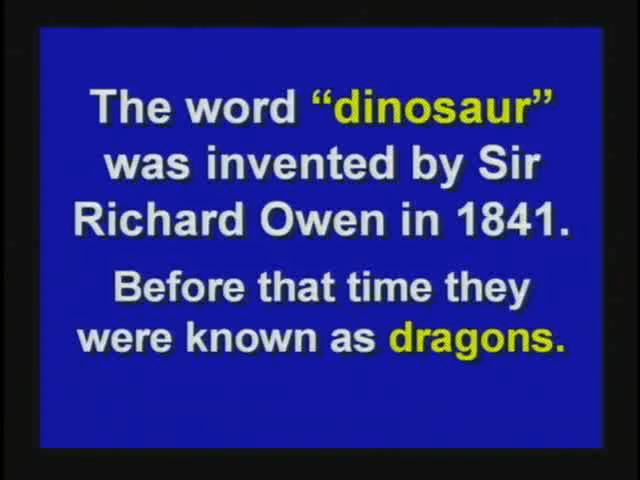 The word “dinosaur”
was invented by Sir
Richard Owen in 1841.
Before that time they
were known as dragons.